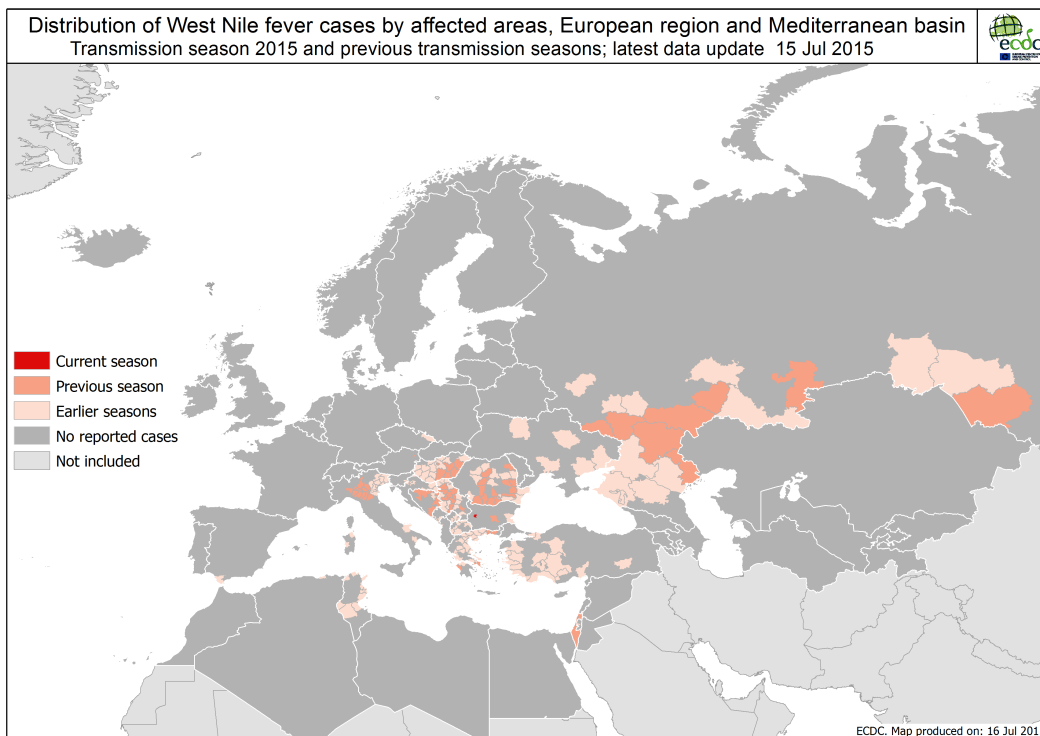 Distribution of West Nile fever cases by affected areas, European region and Mediterranean basin
Transmission season 2015 and previous transmission seasons; latest data update 15 Jul 2015
ecdc
Current season
Previous season
Earlier seasons
No reported cases
Not included
ECDC. Map produced on: 16 Jul 201